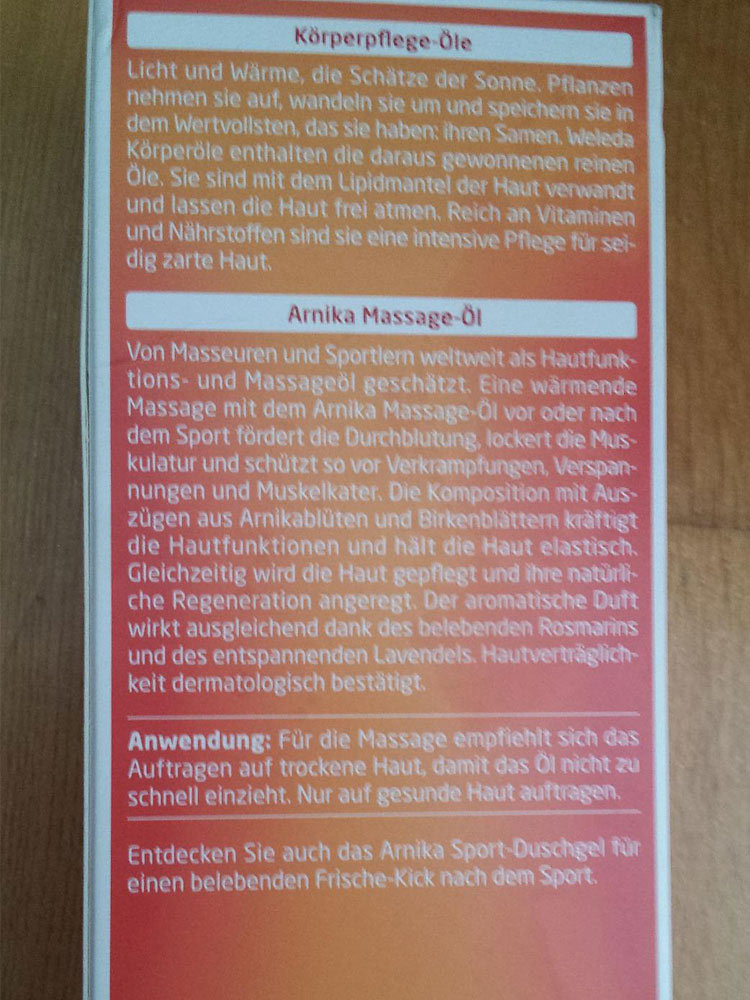 Körperpflege-Öle
Licht und Wärme, die Schätze der Sonne. Pflanzen
nehmen sie auf, wandeln sie um und speichern sie in
dem Wertvollsten, das sie haben: ihren Samen. Weleda
Körperöle enthalten die daraus gewonnenen reinen
Öle. Sie sind mit dem Lipidmantel der Haut verwandt
und lassen die Haut frei atmen. Reich an Vitaminen
und Nährstoffen sind sie eine intensive Pflege für sei-
dig zarte Haut.
Arnika Massage-Öl
Von Masseuren und Sportlern weltweit als Hautfunk-
tions- und Massageöl geschätzt. Eine wärmende
Massage mit dem Arnika Massage-Öl vor oder nach
dem Sport fördert die Durchblutung, lockert die Mus-
kulatur und schützt so vor Verkrampfungen, Verspan-
nungen und Muskelkater. Die Komposition mit Aus-
zügen aus Arnikablüten und Birkenblättern kräftigt
die Hautfunktionen und hält die Haut elastisch.
Gleichzeitig wird die Haut gepflegt und ihre natürli-
che Regeneration angeregt. Der aromatische Duft
wirkt ausgleichend dank des belebenden Rosmarins
und des entspannenden Lavendels. Hautverträglich-
keit dermatologisch bestätigt.
Anwendung: Für die Massage empfiehlt sich das
Auftragen auf trockene Haut, damit das Öl nicht zu
schnell einzieht. Nur auf gesunde Haut auftragen.
Entdecken Sie auch das Arnika Sport-Duschgel für
einen belebenden Frische-Kick nach dem Sport.